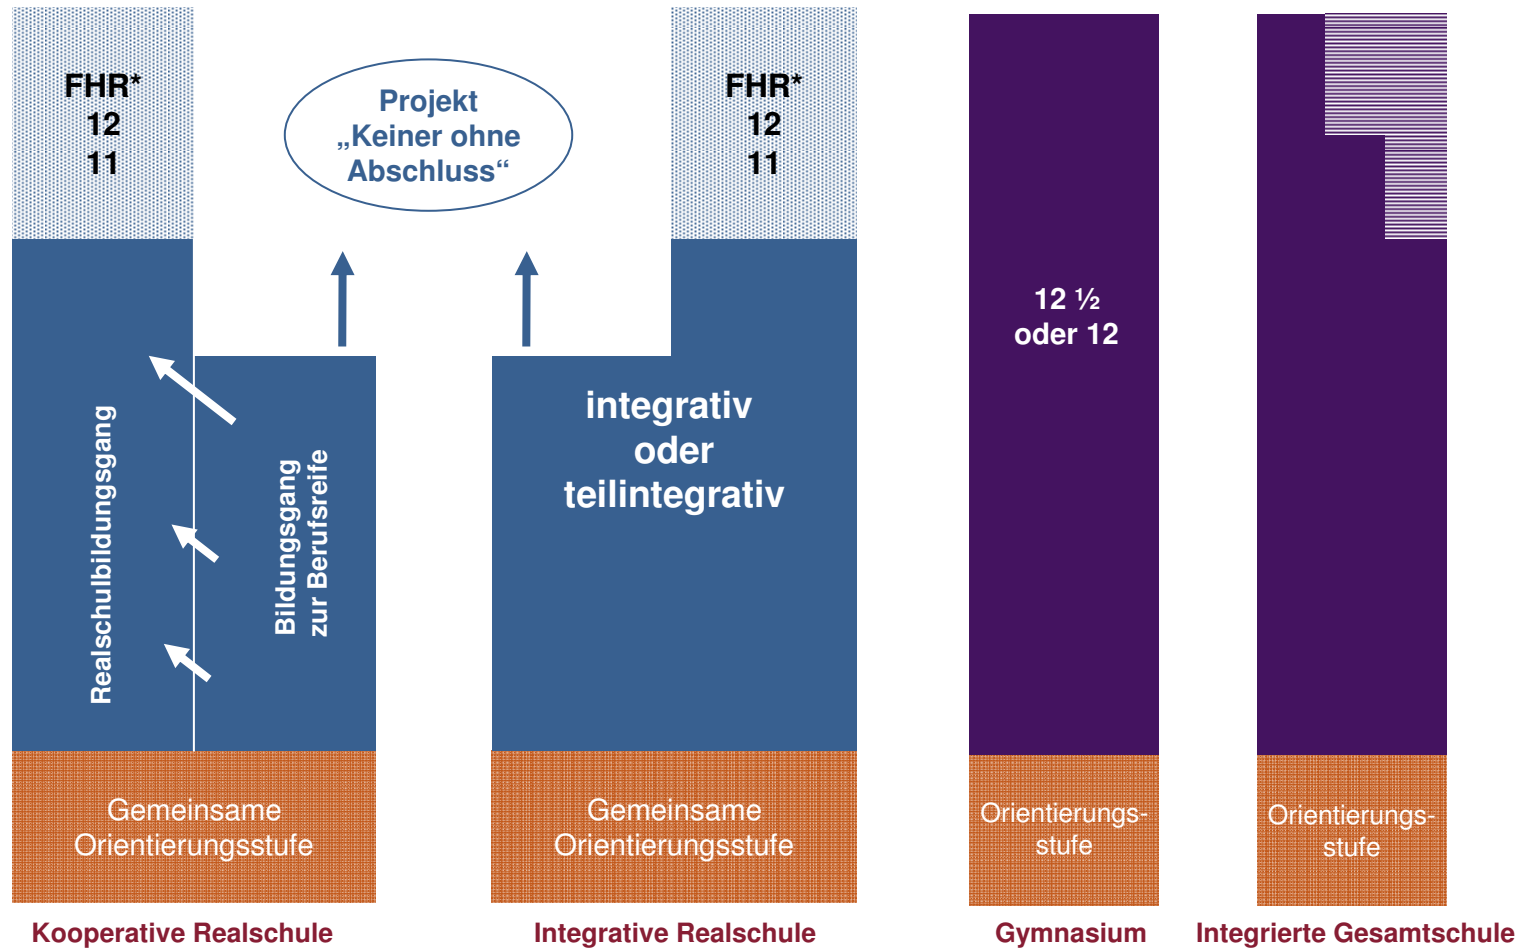 FHR*
12
11
Projekt
„Keiner ohne
Abschluss“
FHR*
12
11
Realschulbildungsgang
Bildungsgang
zur Berufsreife
integrativ
oder
teilintegrativ
12 ½
oder 12
Gemeinsame
Orientierungsstufe
Gemeinsame
Orientierungsstufe
Orientierungs-
stufe
Orientierungs-
stufe
Kooperative Realschule
Integrative Realschule
Gymnasium
Integrierte Gesamtschule